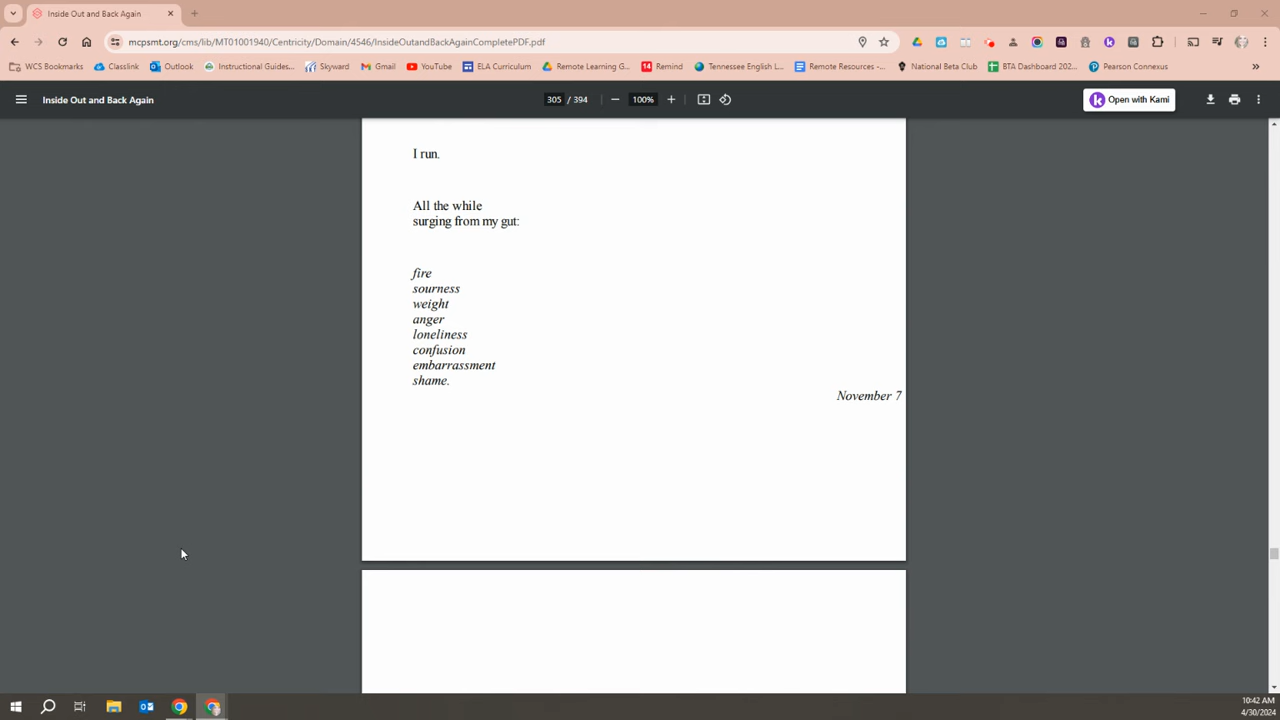 Inside Out and Back Again
mcpsmt.org/cms/lib/MT01001940/Centricity/Domain/4546/InsideOutandBackAgainCompletePDF.pdf
WCS Bookmarks
Classlink
Outlook
Instructional Guides...
Skyward
Gmail
YouTube
ELA Curriculum
Remote Learning G...
14 Remind
Tennessee English L...
Remote Resources -...
National Beta Club
BTA Dashboard 202...
Pearson Connexus
Inside Out and Back Again
305 / 394
100%
Open with Kami
I run.
All the while
surging from my gut:
fire
sourness
weight
anger
loneliness
confusion
embarrassment
shame.
November 7
10:42 AM
4/30/2024